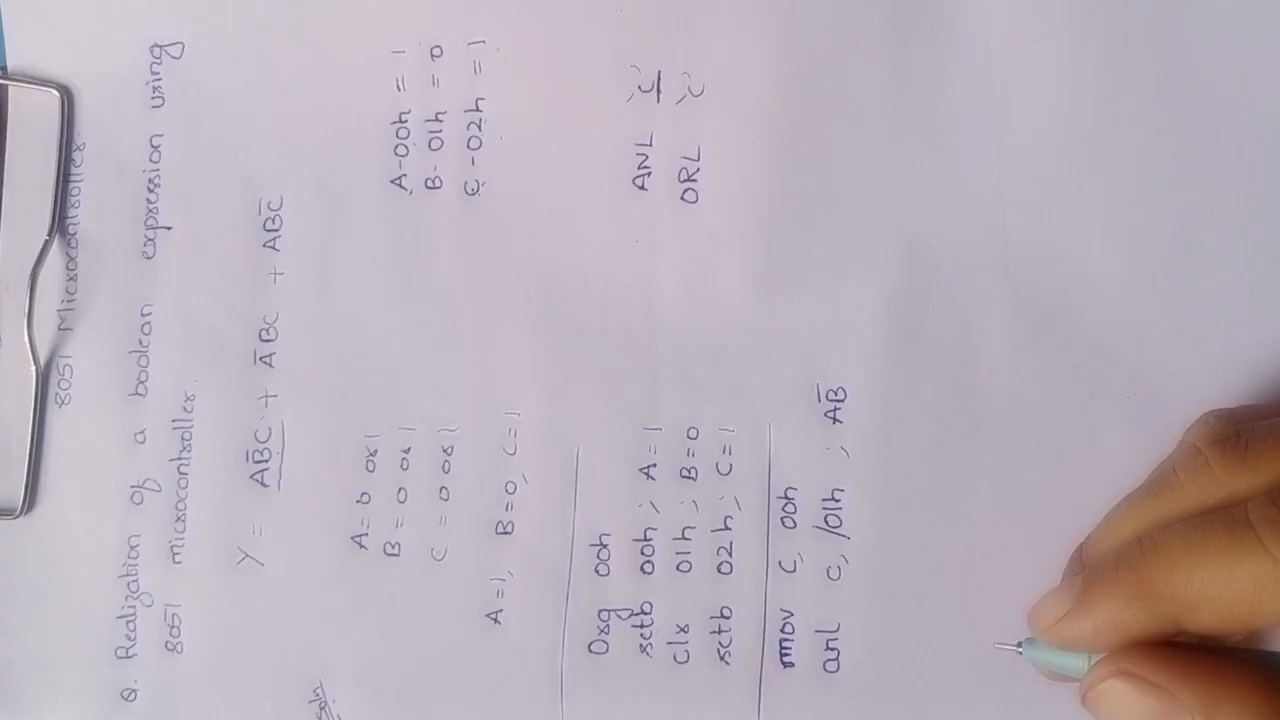 8051 Microcontroller.
Q. Realization of a boolean expression using
8051 microcontroller.
Y = AB̅C + A̅BC + ABC̅
Soln
A = 0 or 1
B = 0 or 1
C = 0 or 1
A - 00h = 1
B - 01h = 0
C - 02h = 1
A=1, B=0, C=1
Org 00h
setb 00h ; A=1
clr 01h ; B=0
setb 02h ; C=1
ANL 'C'
ORL 'C'
mov C, 00h
anl c, /01h ; AB̅